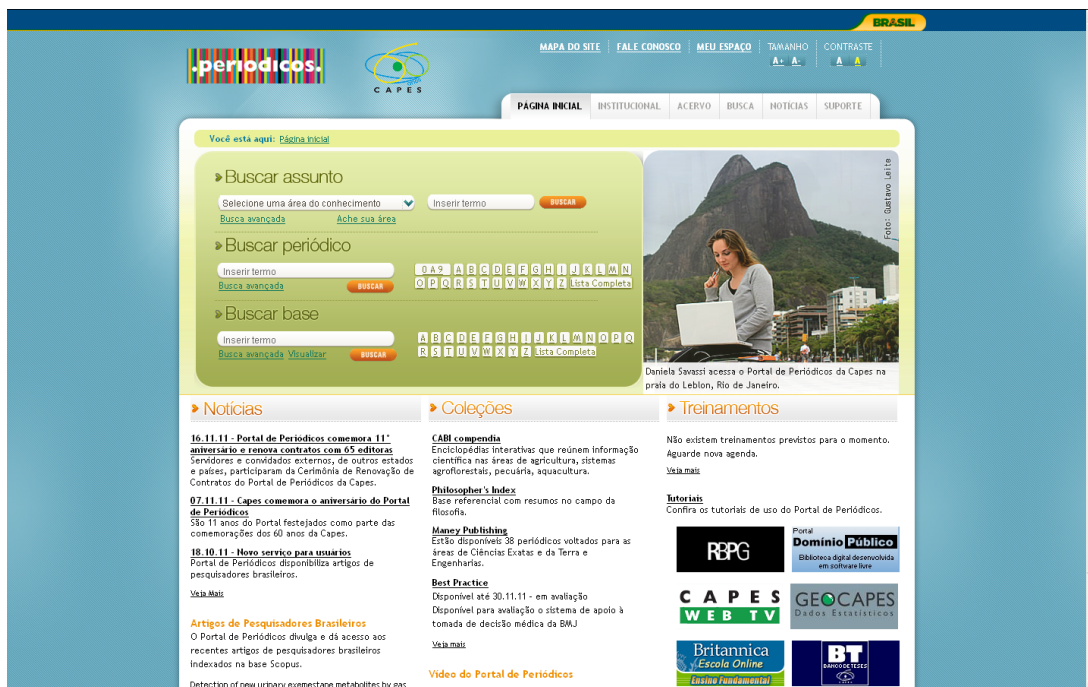 BRASIL
.periodicos.
CAPES
MAPA DO SITE
FALE CONOSCO
MEU ESPAÇO
TAMANHO
A+ A-
CONTRASTE
A A
PÁGINA INICIAL
INSTITUCIONAL
ACERVO
BUSCA
NOTÍCIAS
SUPORTE
Você está aqui: Página inicial
Buscar assunto
Selecione uma área do conhecimento
Inserir termo
BUSCAR
Busca avançada
Ache sua área
Buscar periódico
Inserir termo
0 A 9 A B C D E F G H I J K L M N
O P Q R S T U V W X Y Z Lista Completa
Busca avançada
BUSCAR
Buscar base
Inserir termo
A B C D E F G H I J K L M N O P Q
R S T U V W X Y Z Lista Completa
Busca avançada Visualizar
BUSCAR
Foto: Gustavo Leite
Daniela Savassi acessa o Portal de Periódicos da Capes na
praia do Leblon, Rio de Janeiro.
Notícias
16.11.11 - Portal de Periódicos comemora 11°
aniversário e renova contratos com 65 editoras
Servidores e convidados externos, de outros estados
e países, participam da Cerimônia de Renovação de
Contratos do Portal de Periódicos da Capes.
07.11.11 - Capes comemora o aniversário do Portal
de Periódicos
São 11 anos do Portal festejados como parte das
comemorações dos 60 anos da Capes.
18.10.11 - Novo serviço para usuários
Portal de Periódicos disponibiliza artigos de
pesquisadores brasileiros.
Veja Mais
Artigos de Pesquisadores Brasileiros
O Portal de Periódicos divulga e dá acesso aos
recentes artigos de pesquisadores brasileiros
indexados na base Scopus.
Detection of new urinary exemestane metabolites by gas
Coleções
CABI compendia
Enciclopédias interativas que reúnem informação
científica nas áreas de agricultura, sistemas
agroflorestais, pecuária, aquacultura.
Philosopher's Index
Base referencial com resumos no campo da
filosofia.
Maney Publishing
Estão disponíveis 38 periódicos voltados para as
áreas de Ciências Exatas e da Terra e
Engenharias.
Best Practice
Disponível até 30.11.11 - em avaliação
Disponível para avaliação o sistema de apoio à
tomada de decisão médica da BMJ
Veja mais
Vídeo do Portal de Periódicos
Treinamentos
Não existem treinamentos previstos para o momento.
Aguarde nova agenda.
Veja mais
Tutoriais
Confira os tutoriais de uso do Portal de Periódicos.
RBPG
Portal
Domínio Público
Biblioteca digital desenvolvida
em software livre
CAPES
WEB TV
GEOCAPES
Dados Estatísticos
Britannica
Escola Online
Ensino Fundamental
BT
BANCO DE TESES
CAPES